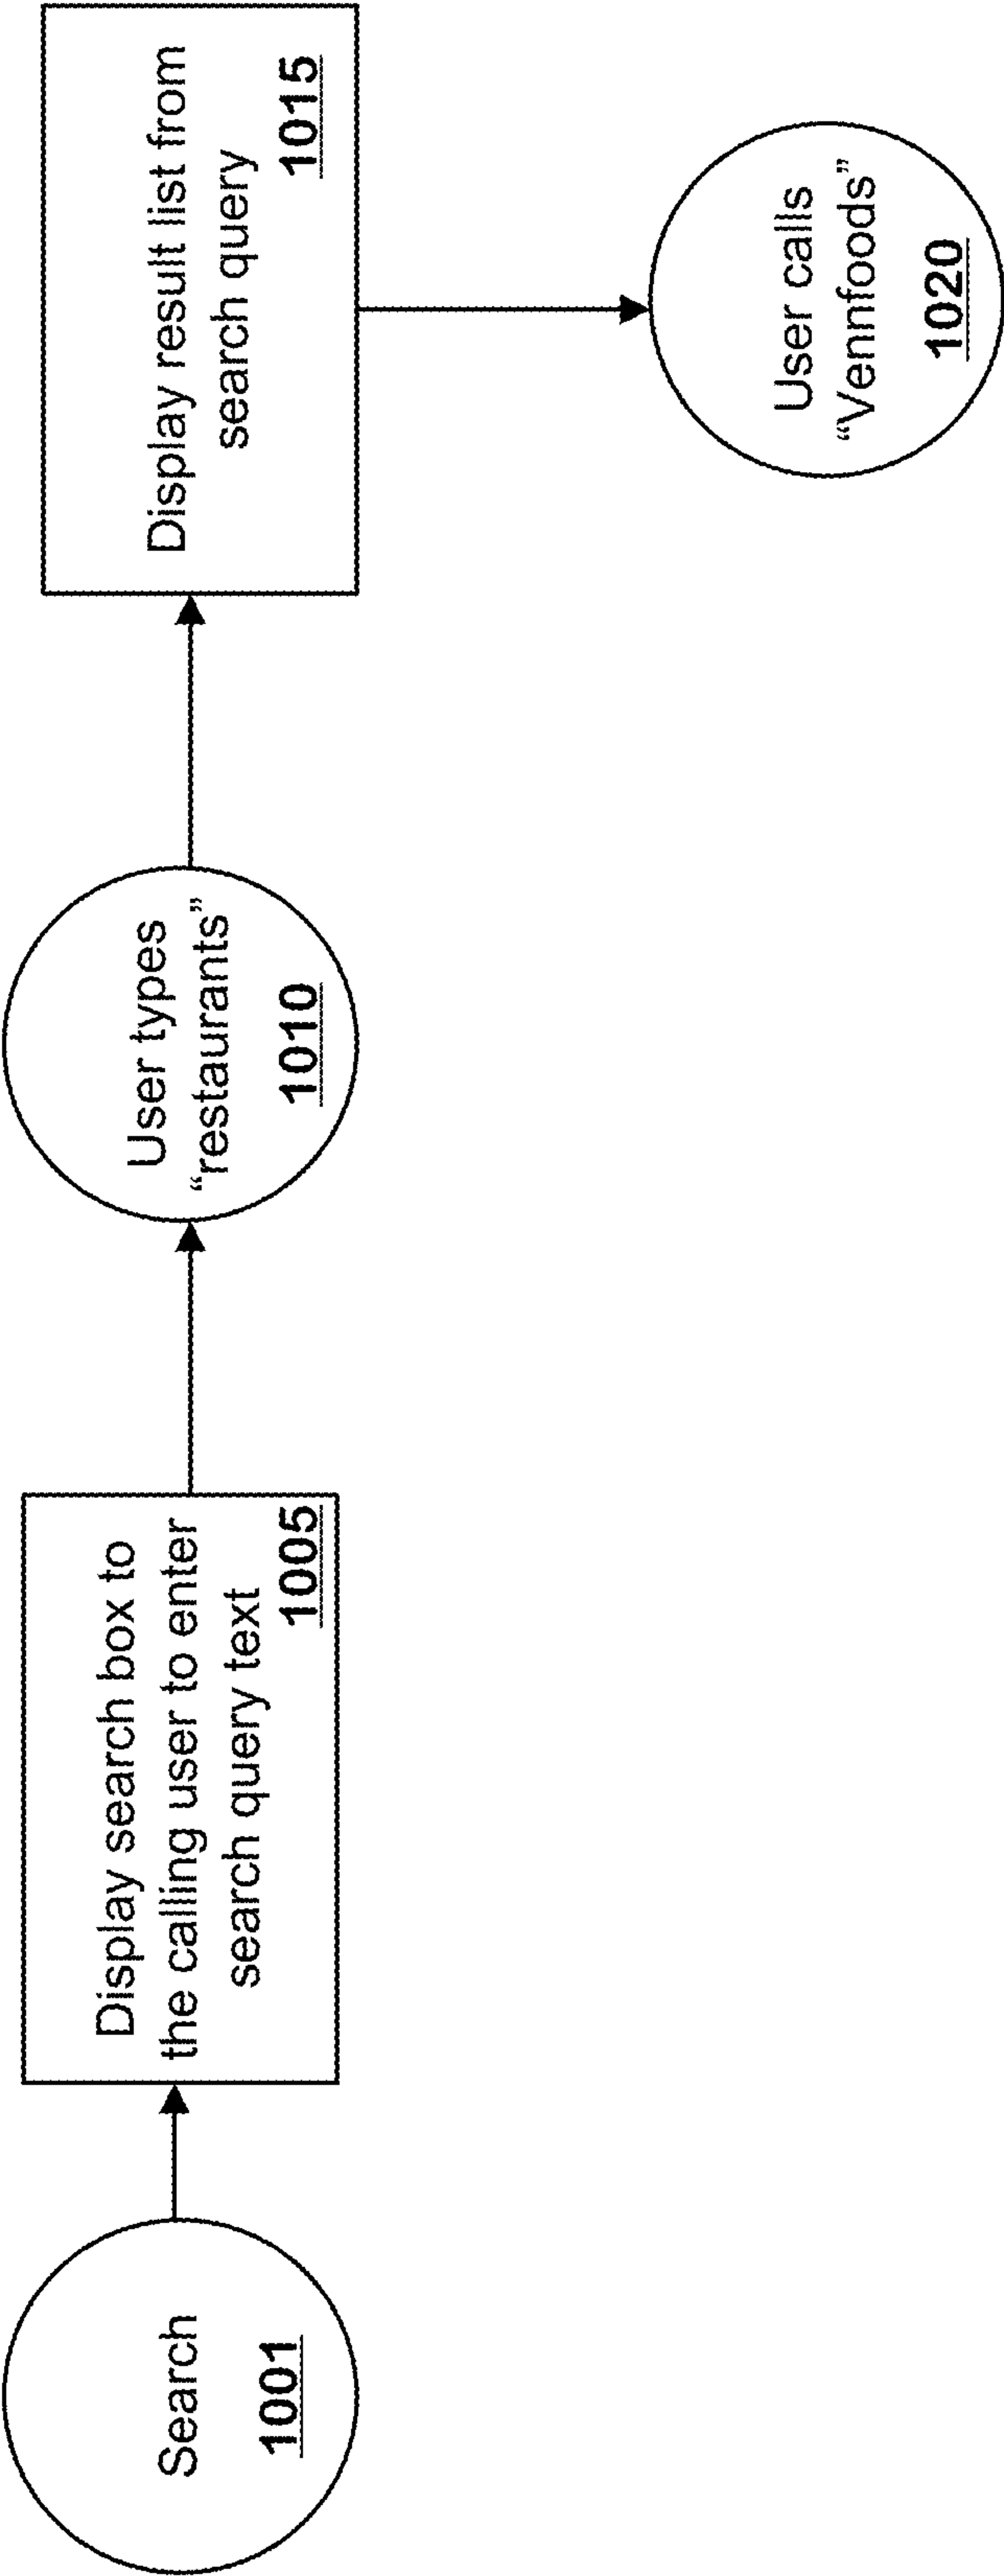 Search
1001
Display search box to
the calling user to enter
search query text
1005
User types
“restaurants”
1010
Display result list from
search query
1015
User calls
“Vennfoods”
1020